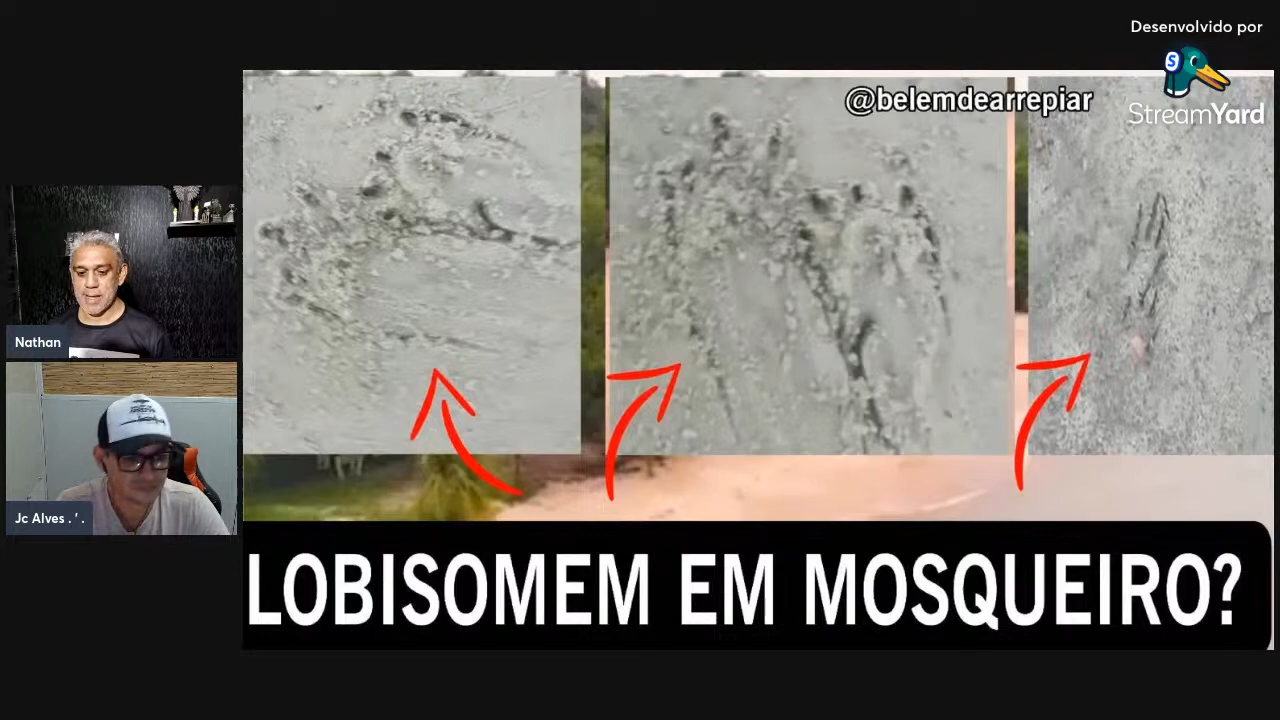 Desenvolvido por
S
StreamYard
@belemdearrepiar
Nathan
Jc Alves . ׳ .
LOBISOMEM EM MOSQUEIRO?